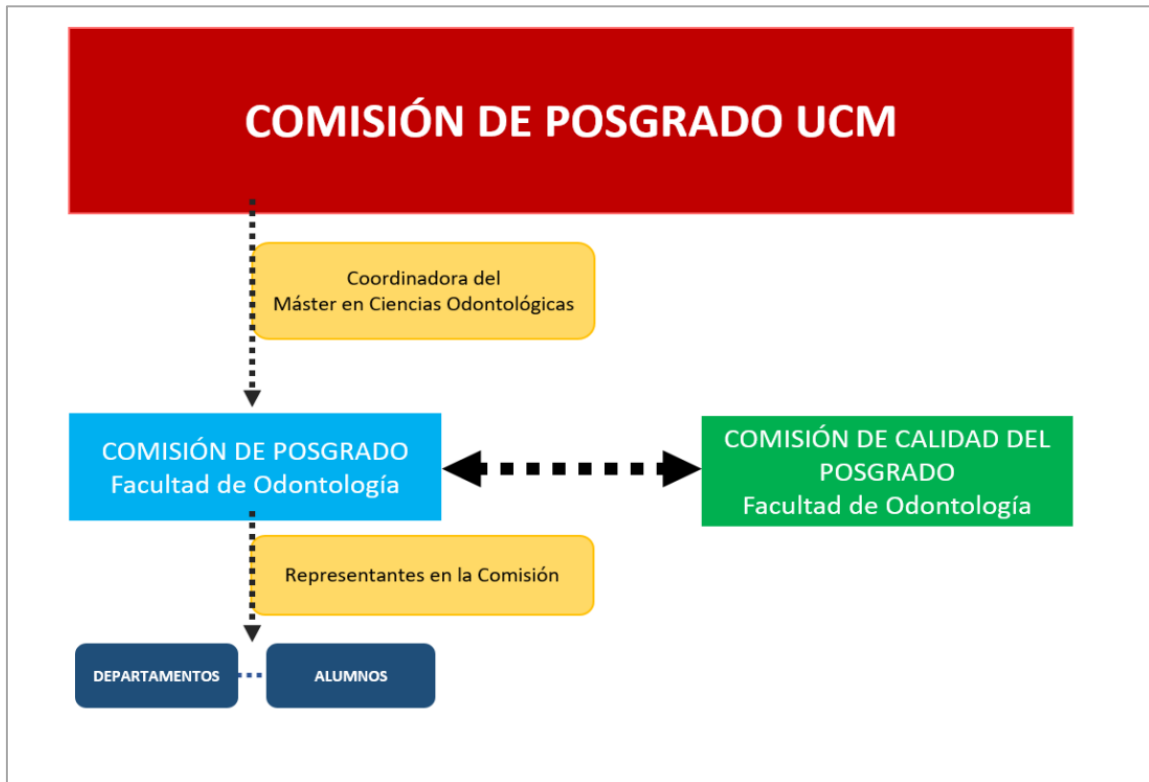 COMISIÓN DE POSGRADO UCM
Coordinadora del
Máster en Ciencias Odontológicas
COMISIÓN DE POSGRADO
Facultad de Odontología
COMISIÓN DE CALIDAD DEL
POSGRADO
Facultad de Odontología
Representantes en la Comisión
DEPARTAMENTOS
ALUMNOS